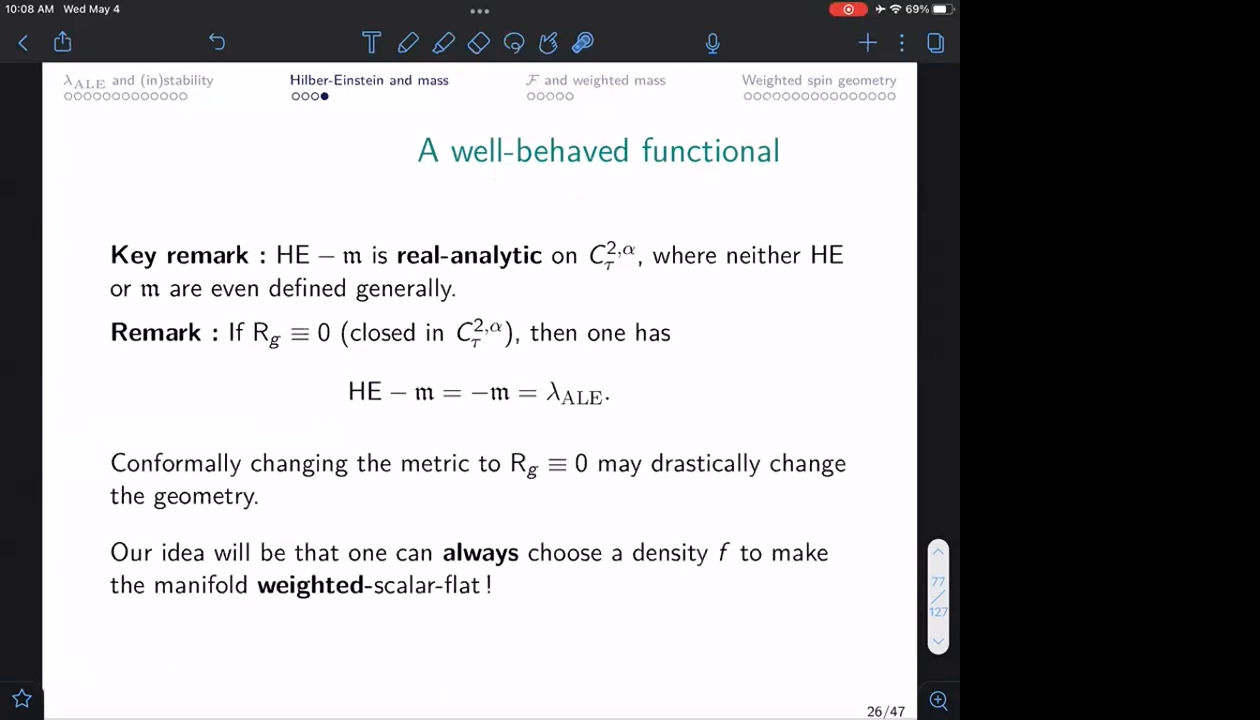 10:08 AM Wed May 4
69%
λ_ALE and (in)stability Hilber-Einstein and mass ℱ and weighted mass Weighted spin geometry
A well-behaved functional
Key remark : HE − 𝔪 is real-analytic on C_τ^{2,α}, where neither HE
or 𝔪 are even defined generally.
Remark : If R_g ≡ 0 (closed in C_τ^{2,α}), then one has
HE − 𝔪 = −𝔪 = λ_ALE.
Conformally changing the metric to R_g ≡ 0 may drastically change
the geometry.
Our idea will be that one can always choose a density f to make
the manifold weighted-scalar-flat !
77
/
127
26/47